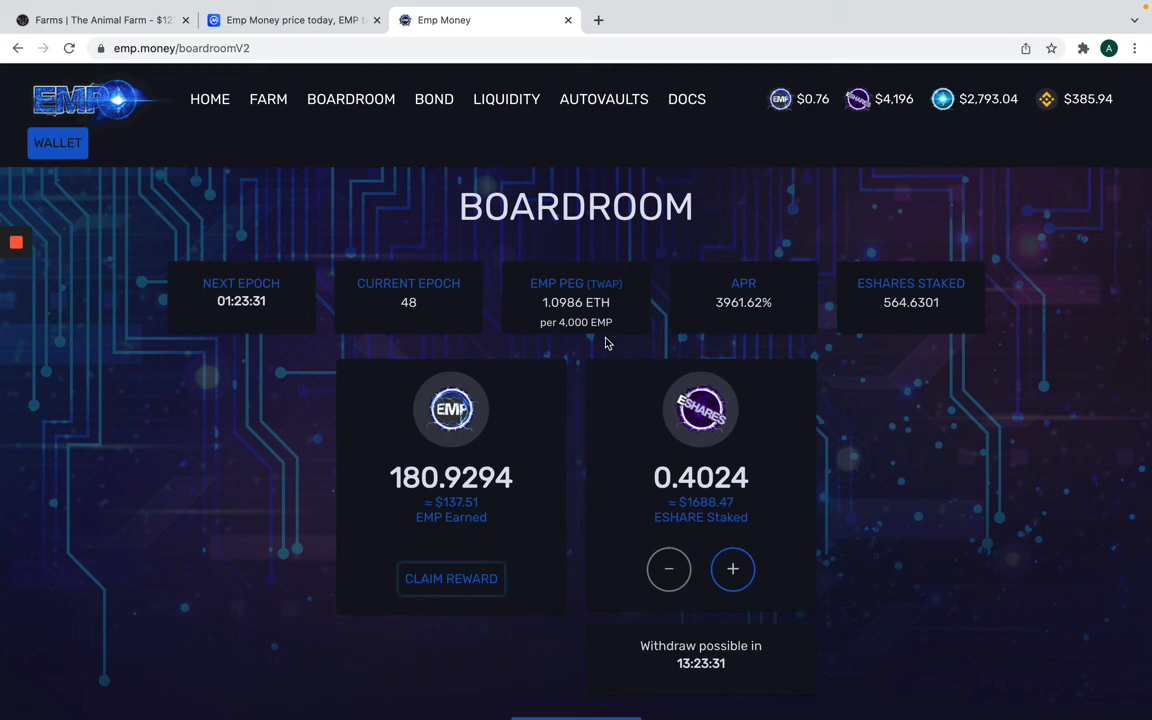 Farms | The Animal Farm - $12
Emp Money price today, EMP t
Emp Money
emp.money/boardroomV2
A
EMP
HOME FARM BOARDROOM BOND LIQUIDITY AUTOVAULTS DOCS
EMP $0.76 ESHARES $4,196 $2,793.04 $385.94
WALLET
BOARDROOM
NEXT EPOCH
01:23:31
CURRENT EPOCH
48
EMP PEG (TWAP)
1.0986 ETH
per 4,000 EMP
APR
3961.62%
ESHARES STAKED
564.6301
EMP
180.9294
≈ $137.51
EMP Earned
CLAIM REWARD
ESHARES
0.4024
≈ $1688.47
ESHARE Staked
Withdraw possible in
13:23:31